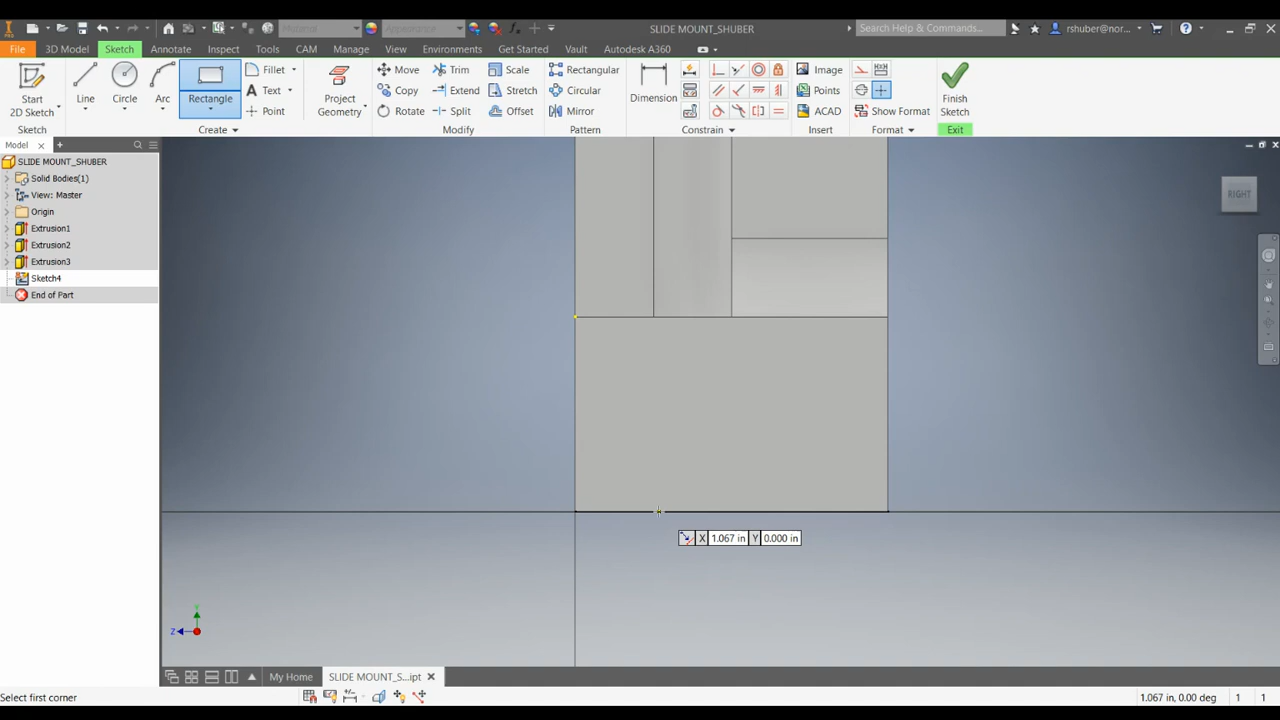 Material Appearance SLIDE MOUNT_SHUBER Search Help & Commands... rshuber@nor...
File 3D Model Sketch Annotate Inspect Tools CAM Manage View Environments Get Started Vault Autodesk A360
Start 2D Sketch Line Circle Arc Rectangle Fillet Text Point Project Geometry Move Copy Rotate Trim Extend Split Scale Stretch Offset Rectangular Circular Mirror Dimension Image Points ACAD Show Format Finish Sketch
Sketch Create Modify Pattern Constrain Insert Format Exit
Model
SLIDE MOUNT_SHUBER
Solid Bodies(1)
View: Master
Origin
Extrusion1
Extrusion2
Extrusion3
Sketch4
End of Part
RIGHT
X 1.067 in Y 0.000 in
Y
Z
My Home SLIDE MOUNT_S...ipt
Select first corner 1.067 in, 0.00 deg 1 1